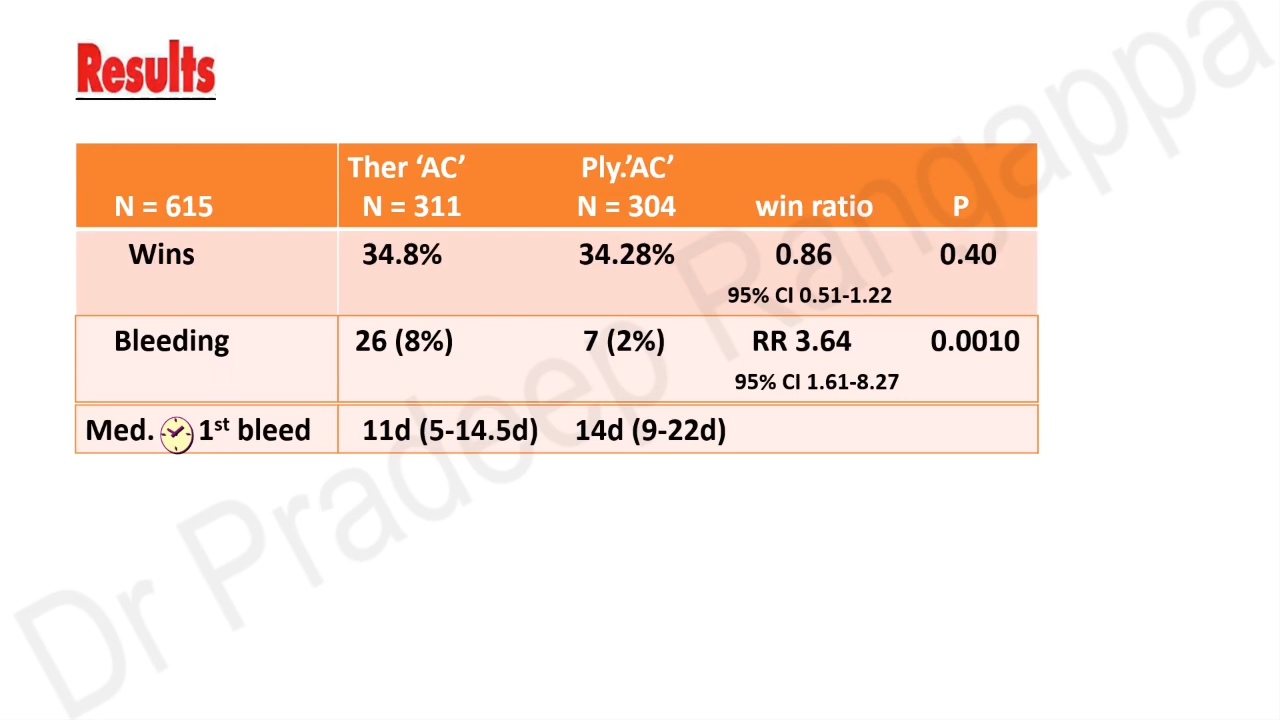 Results
Ther ‘AC’ Ply.’AC’
N = 615 N = 311 N = 304 win ratio P
Wins 34.8% 34.28% 0.86 0.40
95% CI 0.51-1.22
Bleeding 26 (8%) 7 (2%) RR 3.64 0.0010
95% CI 1.61-8.27
Med. 1st bleed 11d (5-14.5d) 14d (9-22d)
Dr Pradeep Rangappa